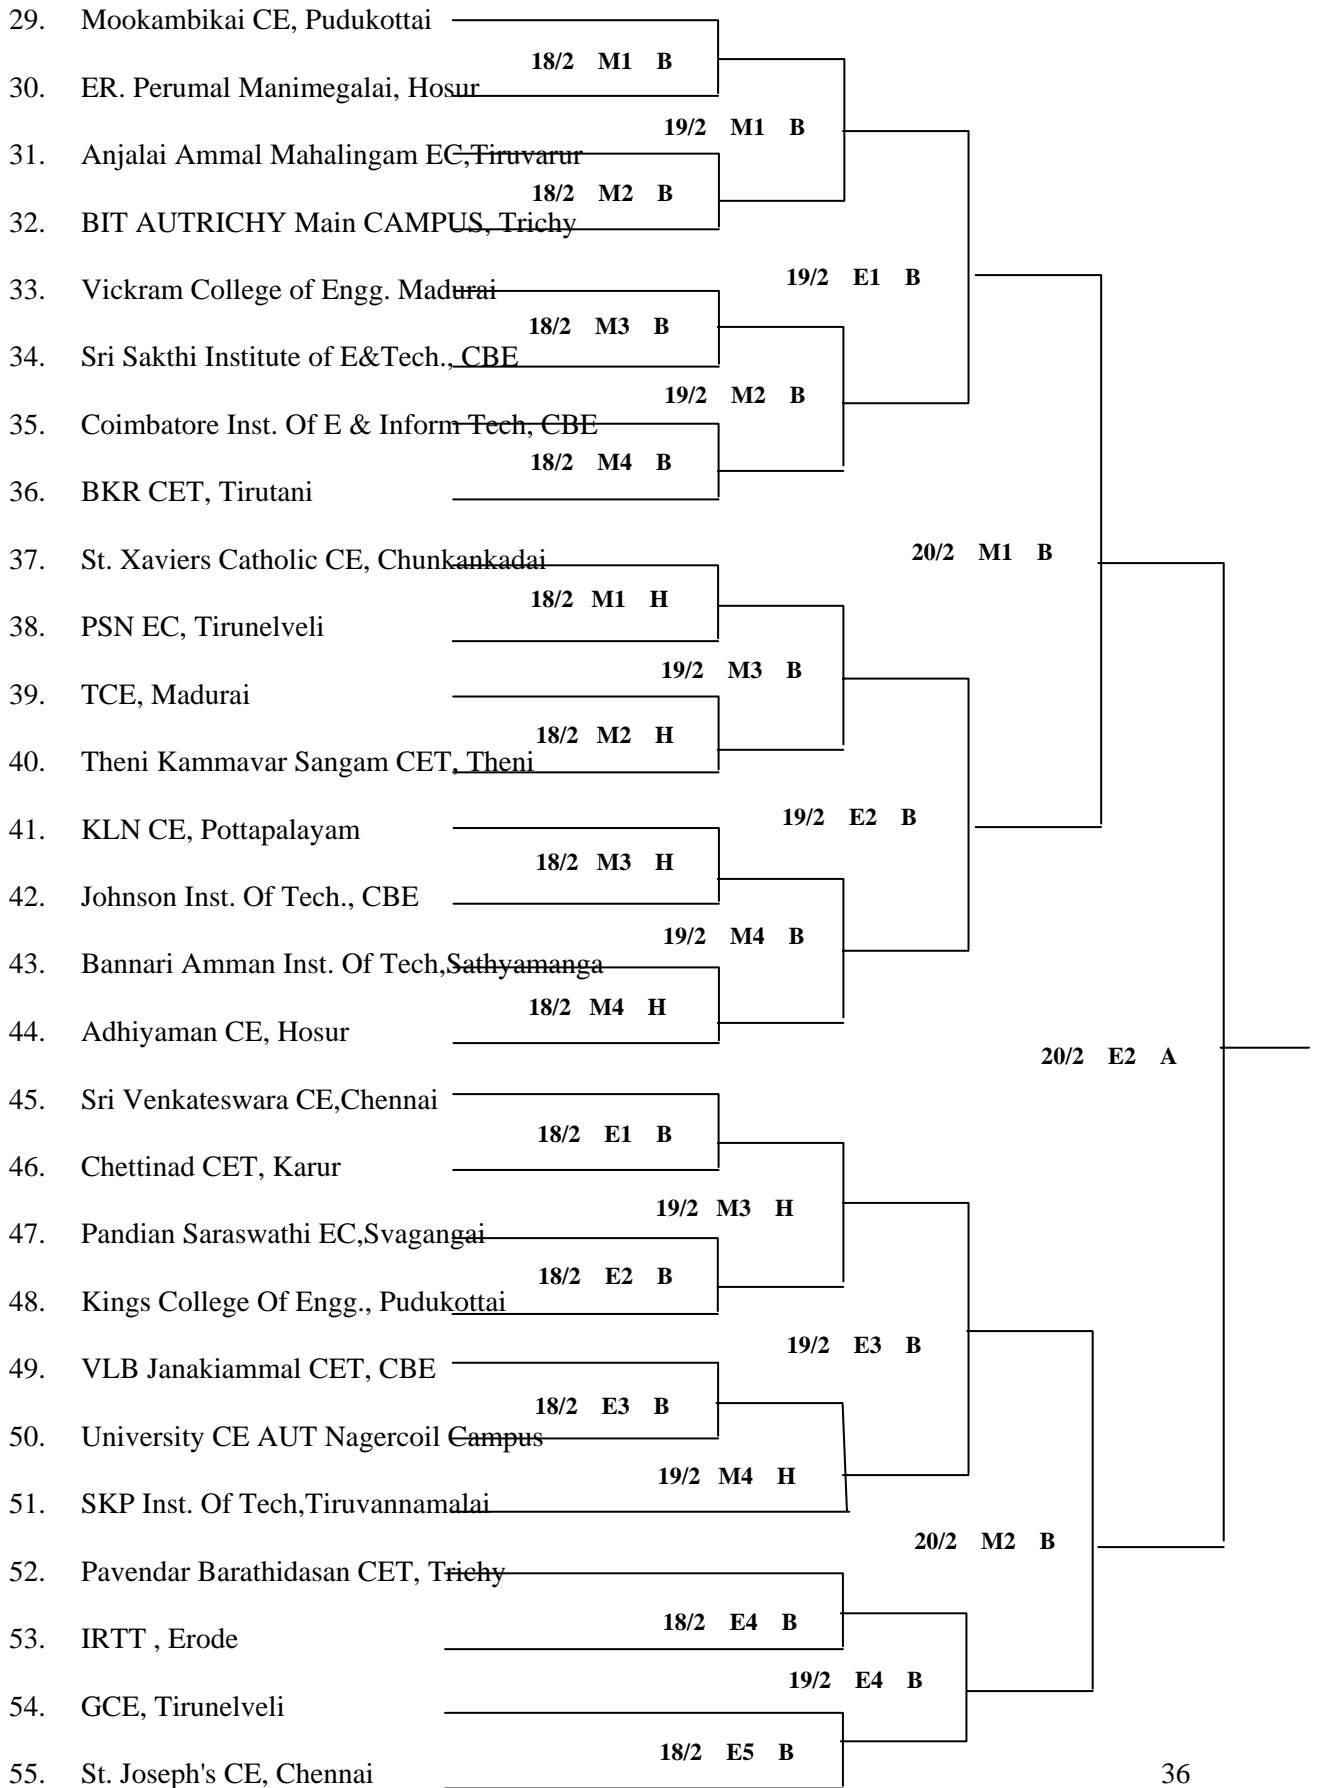 29. Mookambikai CE, Pudukottai
18/2 M1 B
30. ER. Perumal Manimegalai, Hosur
19/2 M1 B
31. Anjalai Ammal Mahalingam EC,Tiruvarur
18/2 M2 B
32. BIT AUTRICHY Main CAMPUS, Trichy
19/2 E1 B
33. Vickram College of Engg. Madurai
18/2 M3 B
34. Sri Sakthi Institute of E&Tech., CBE
19/2 M2 B
35. Coimbatore Inst. Of E & Inform Tech, CBE
18/2 M4 B
36. BKR CET, Tirutani
20/2 M1 B
37. St. Xaviers Catholic CE, Chunkankadai
18/2 M1 H
38. PSN EC, Tirunelveli
19/2 M3 B
39. TCE, Madurai
18/2 M2 H
40. Theni Kammavar Sangam CET, Theni
19/2 E2 B
41. KLN CE, Pottapalayam
18/2 M3 H
42. Johnson Inst. Of Tech., CBE
19/2 M4 B
43. Bannari Amman Inst. Of Tech,Sathyamanga
18/2 M4 H
44. Adhiyaman CE, Hosur
20/2 E2 A
45. Sri Venkateswara CE,Chennai
18/2 E1 B
46. Chettinad CET, Karur
19/2 M3 H
47. Pandian Saraswathi EC,Svagangai
18/2 E2 B
48. Kings College Of Engg., Pudukottai
19/2 E3 B
49. VLB Janakiammal CET, CBE
18/2 E3 B
50. University CE AUT Nagercoil Campus
19/2 M4 H
51. SKP Inst. Of Tech,Tiruvannamalai
20/2 M2 B
52. Pavendar Barathidasan CET, Trichy
18/2 E4 B
53. IRTT , Erode
19/2 E4 B
54. GCE, Tirunelveli
18/2 E5 B
55. St. Joseph's CE, Chennai
36